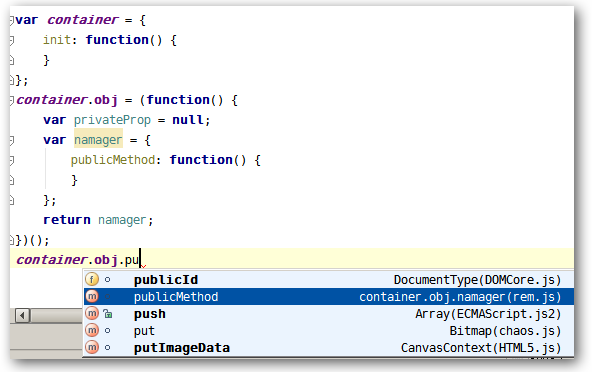 var container = {
    init: function() {
    }
};
container.obj = (function() {
    var privateProp = null;
    var namager = {
        publicMethod: function() {
        }
    };
    return namager;
})();
container.obj.pu
f publicId DocumentType(DOMCore.js)
m publicMethod container.obj.namager(rem.js)
m push Array(ECMAScript.js2)
m put Bitmap(chaos.js)
m putImageData CanvasContext(HTML5.js)